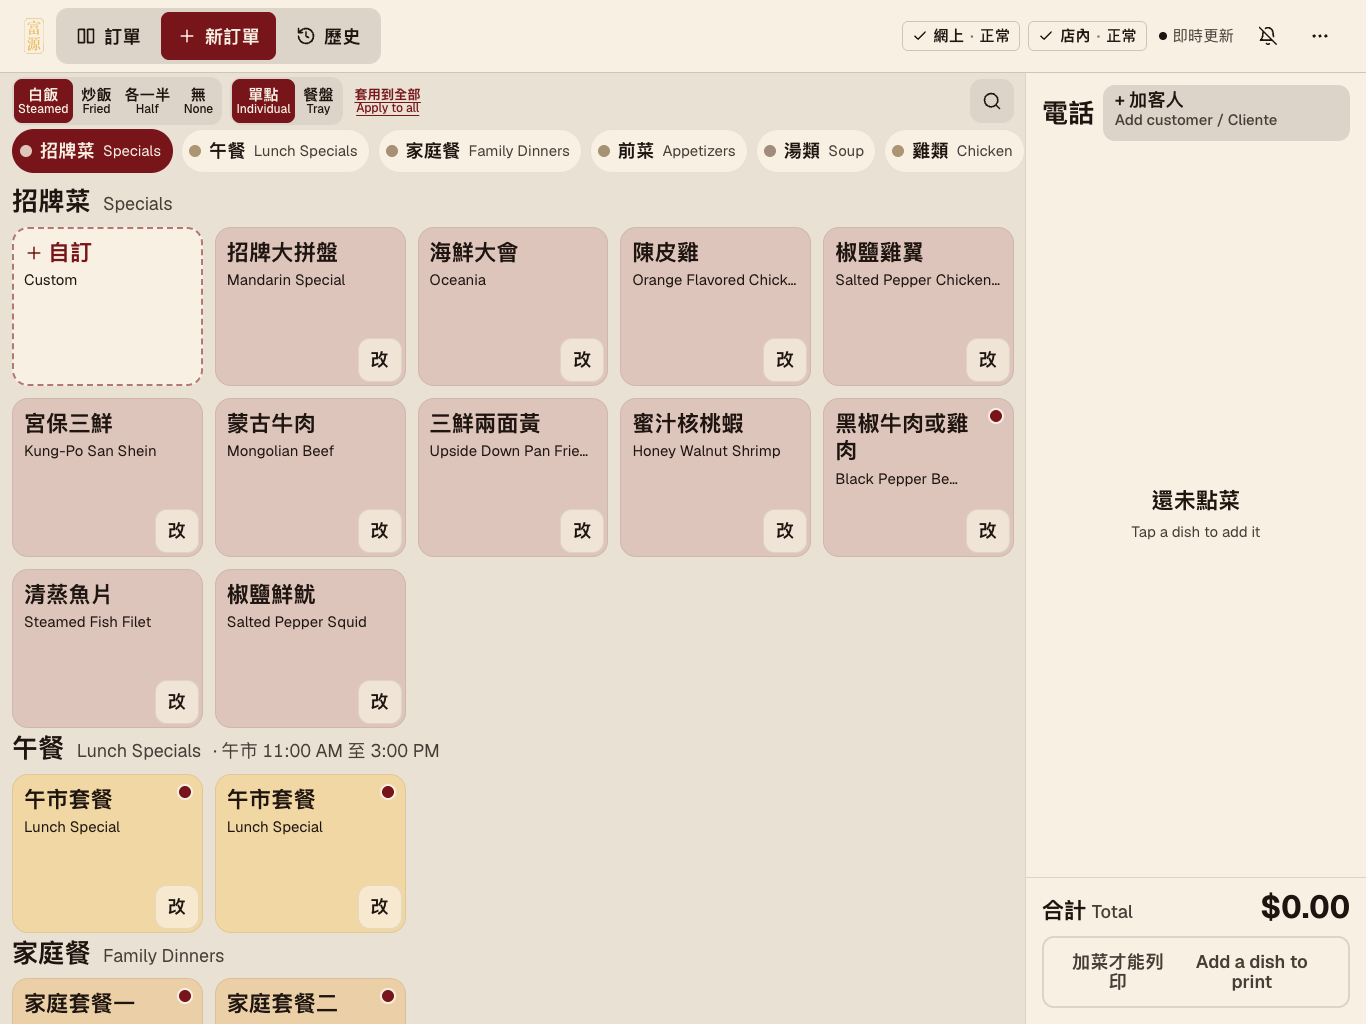 富源
訂單
新訂單
歷史
網上 · 正常
店內 · 正常
即時更新
白飯
Steamed
炒飯
Fried
各一半
Half
無
None
單點
Individual
餐盤
Tray
套用到全部
Apply to all
招牌菜 Specials
午餐 Lunch Specials
家庭餐 Family Dinners
前菜 Appetizers
湯類 Soup
雞類 Chicken
電話
+ 加客人
Add customer / Cliente
招牌菜 Specials
+ 自訂
Custom
招牌大拼盤
Mandarin Special
改
海鮮大會
Oceania
改
陳皮雞
Orange Flavored Chick...
改
椒鹽雞翼
Salted Pepper Chicken...
改
宮保三鮮
Kung-Po San Shein
改
蒙古牛肉
Mongolian Beef
改
三鮮兩面黃
Upside Down Pan Frie...
改
蜜汁核桃蝦
Honey Walnut Shrimp
改
黑椒牛肉或雞
肉
Black Pepper Be...
改
清蒸魚片
Steamed Fish Filet
改
椒鹽鮮魷
Salted Pepper Squid
改
還未點菜
Tap a dish to add it
午餐 Lunch Specials · 午市 11:00 AM 至 3:00 PM
午市套餐
Lunch Special
改
午市套餐
Lunch Special
改
家庭餐 Family Dinners
家庭套餐一
家庭套餐二
合計 Total
$0.00
加菜才能列
印
Add a dish to
print